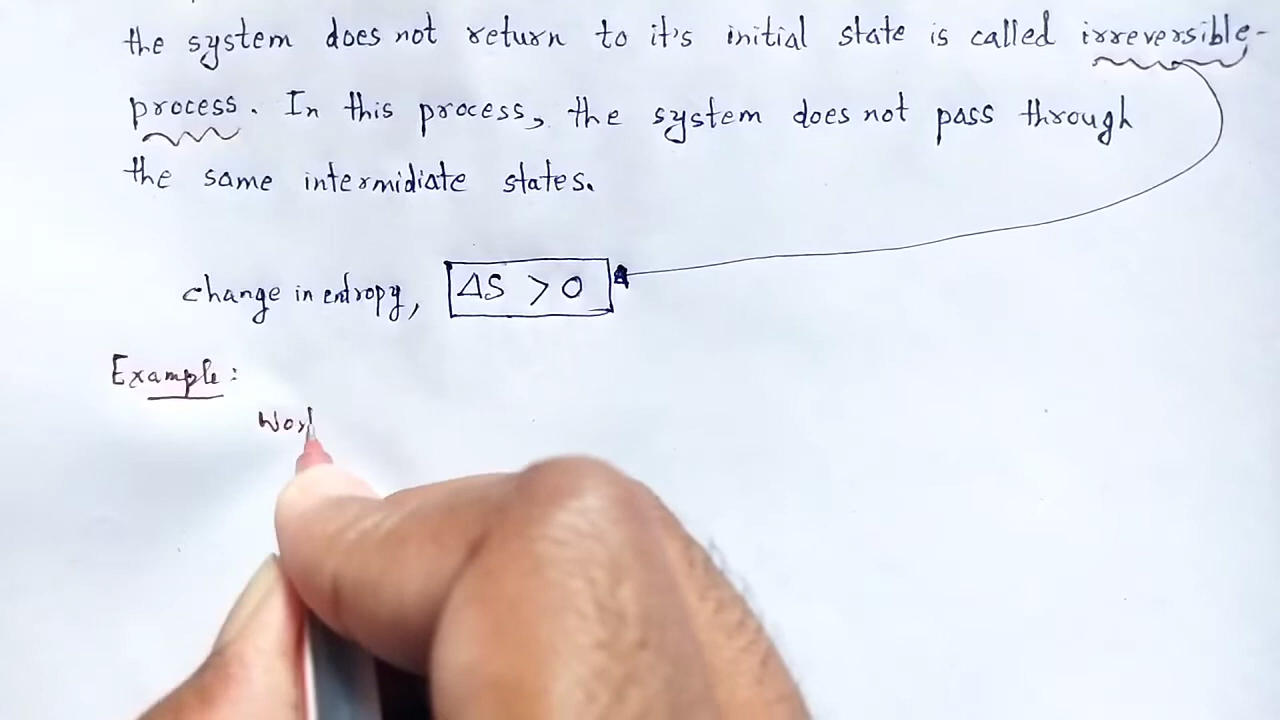 the system does not return to it's initial state is called irreversible-
process. In this process, the system does not pass through
the same intermidiate states.
change in entropy, ΔS > 0
Example: